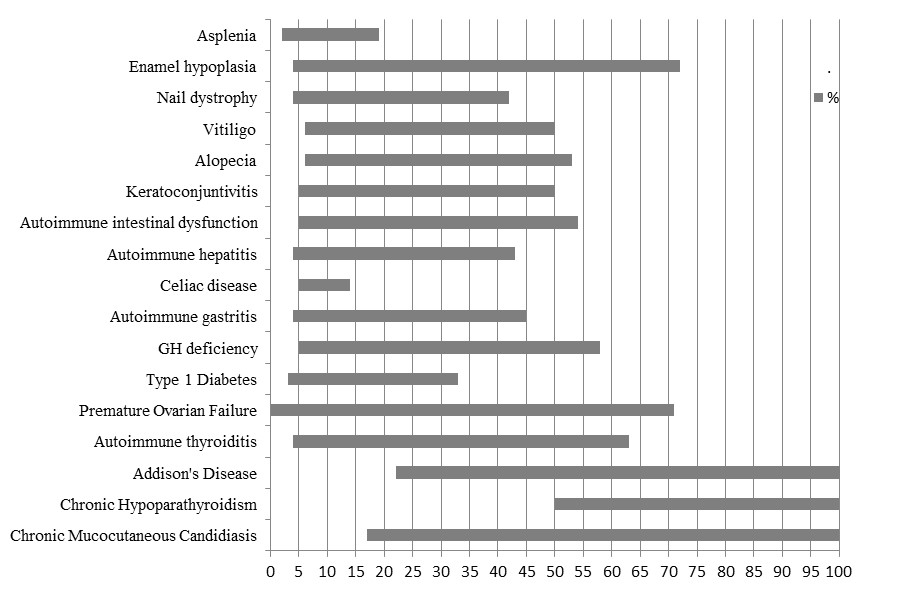 Asplenia
Enamel hypoplasia
.
Nail dystrophy
%
Vitiligo
Alopecia
Keratoconjuntivitis
Autoimmune intestinal dysfunction
Autoimmune hepatitis
Celiac disease
Autoimmune gastritis
GH deficiency
Type 1 Diabetes
Premature Ovarian Failure
Autoimmune thyroiditis
Addison's Disease
Chronic Hypoparathyroidism
Chronic Mucocutaneous Candidiasis
0 5 10 15 20 25 30 35 40 45 50 55 60 65 70 75 80 85 90 95 100